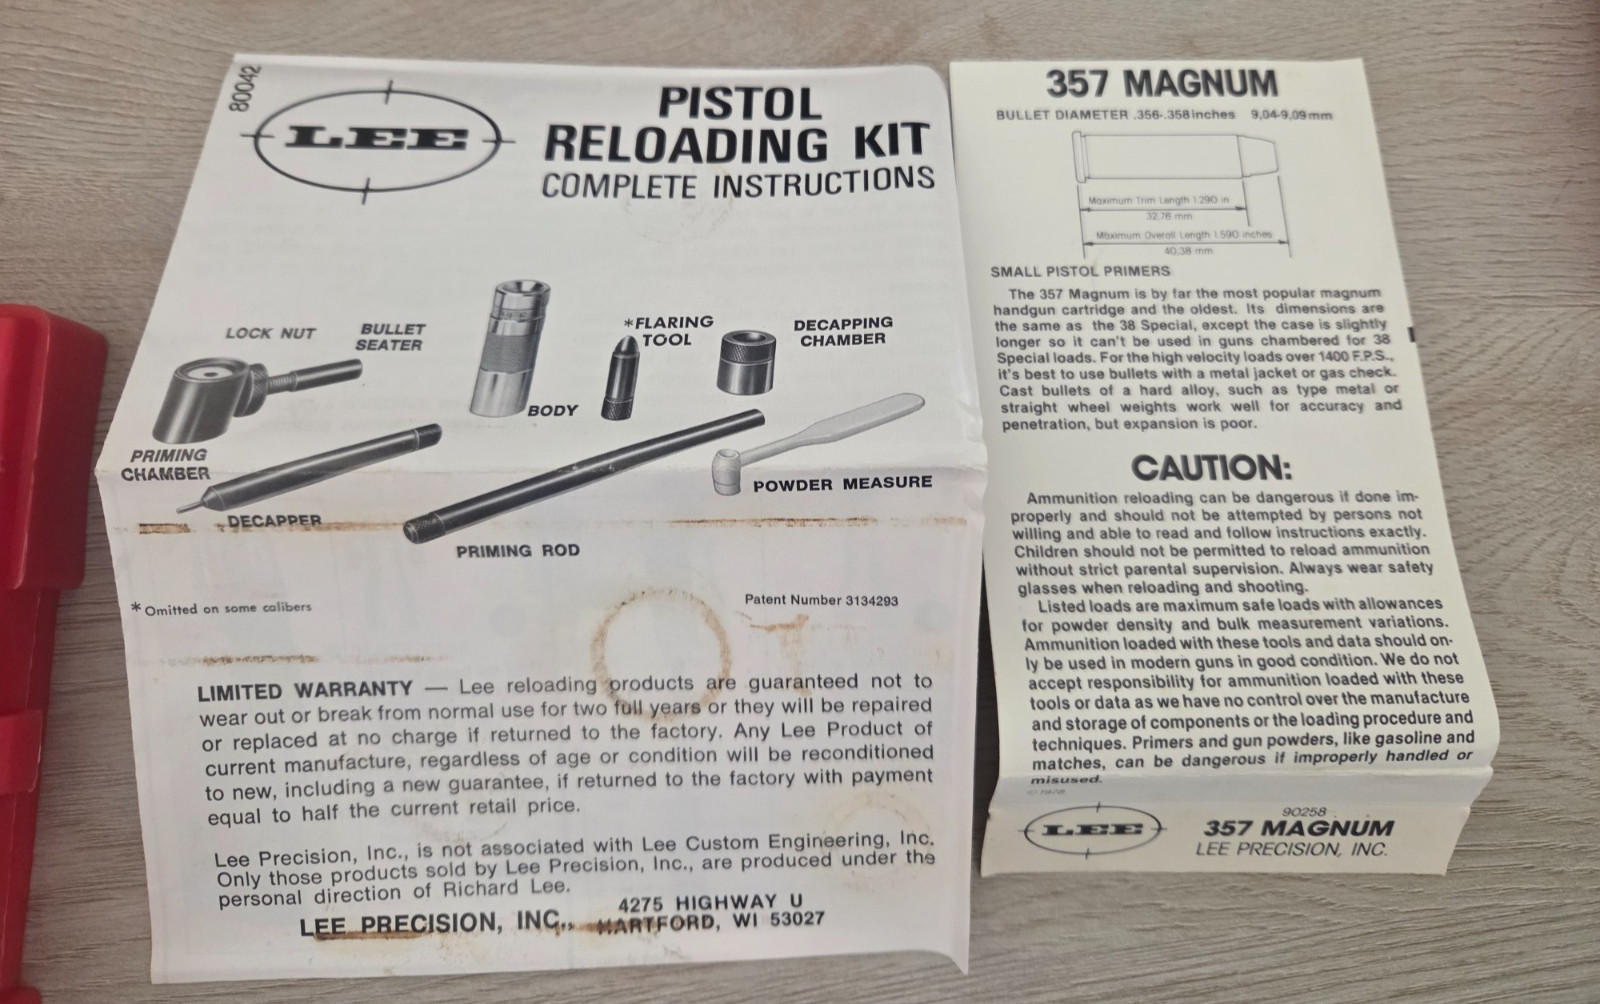 80042
LEE
PISTOL
RELOADING KIT
COMPLETE INSTRUCTIONS
LOCK NUT
BULLET
SEATER
BODY
*FLARING
TOOL
DECAPPING
CHAMBER
PRIMING
CHAMBER
DECAPPER
PRIMING ROD
POWDER MEASURE
*Omitted on some calibers
Patent Number 3134293
LIMITED WARRANTY — Lee reloading products are guaranteed not to
wear out or break from normal use for two full years or they will be repaired
or replaced at no charge if returned to the factory. Any Lee Product of
current manufacture, regardless of age or condition will be reconditioned
to new, including a new guarantee, if returned to the factory with payment
equal to half the current retail price.
Lee Precision, Inc., is not associated with Lee Custom Engineering, Inc.
Only those products sold by Lee Precision, Inc., are produced under the
personal direction of Richard Lee.
LEE PRECISION, INC.,
4275 HIGHWAY U
HARTFORD, WI 53027
357 MAGNUM
BULLET DIAMETER .356-.358 inches 9,04-9,09 mm
Maximum Trim Length 1.290 in
32,76 mm
Maximum Overall Length 1.590 inches
40,38 mm
SMALL PISTOL PRIMERS
The 357 Magnum is by far the most popular magnum
handgun cartridge and the oldest. Its dimensions are
the same as the 38 Special, except the case is slightly
longer so it can't be used in guns chambered for 38
Special loads. For the high velocity loads over 1400 F.P.S.,
it's best to use bullets with a metal jacket or gas check.
Cast bullets of a hard alloy, such as type metal or
straight wheel weights work well for accuracy and
penetration, but expansion is poor.
CAUTION:
Ammunition reloading can be dangerous if done im-
properly and should not be attempted by persons not
willing and able to read and follow instructions exactly.
Children should not be permitted to reload ammunition
without strict parental supervision. Always wear safety
glasses when reloading and shooting.
Listed loads are maximum safe loads with allowances
for powder density and bulk measurement variations.
Ammunition loaded with these tools and data should on-
ly be used in modern guns in good condition. We do not
accept responsibility for ammunition loaded with these
tools or data as we have no control over the manufacture
and storage of components or the loading procedure and
techniques. Primers and gun powders, like gasoline and
matches, can be dangerous if improperly handled or
misused.
LEE
90258
357 MAGNUM
LEE PRECISION, INC.